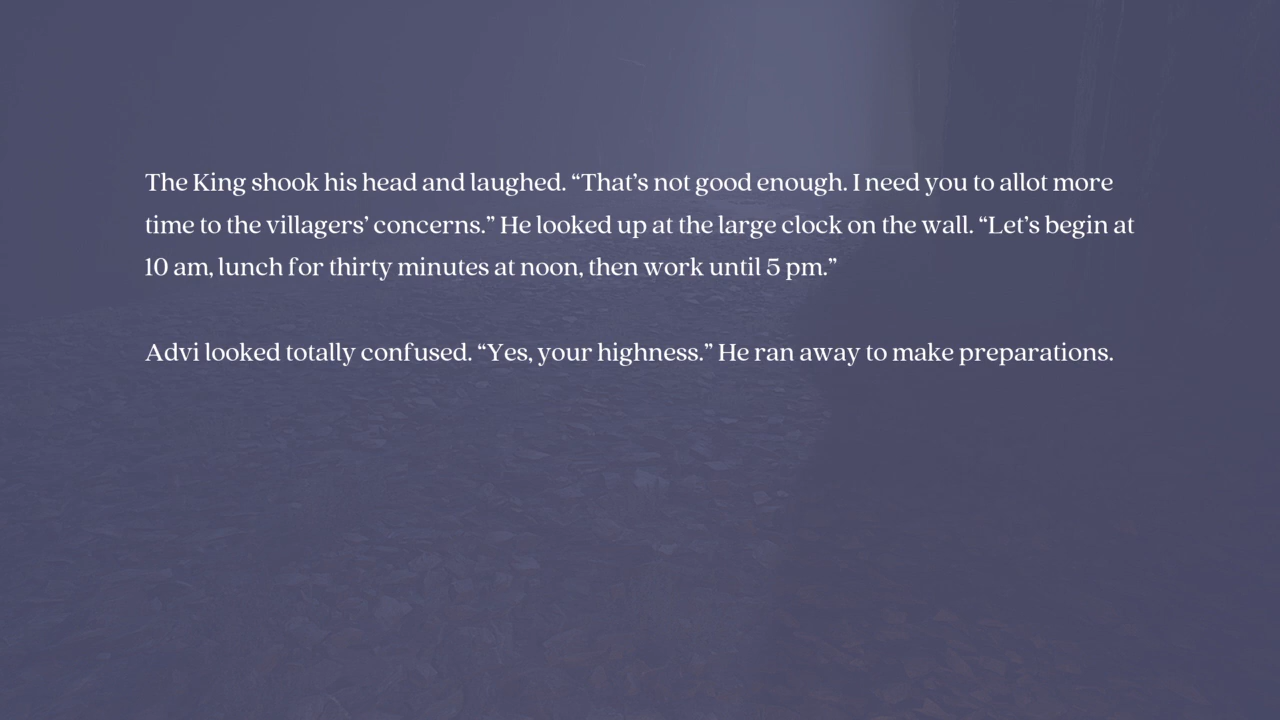 The King shook his head and laughed. “That’s not good enough. I need you to allot more
time to the villagers’ concerns.” He looked up at the large clock on the wall. “Let’s begin at
10 am, lunch for thirty minutes at noon, then work until 5 pm.”
Advi looked totally confused. “Yes, your highness.” He ran away to make preparations.